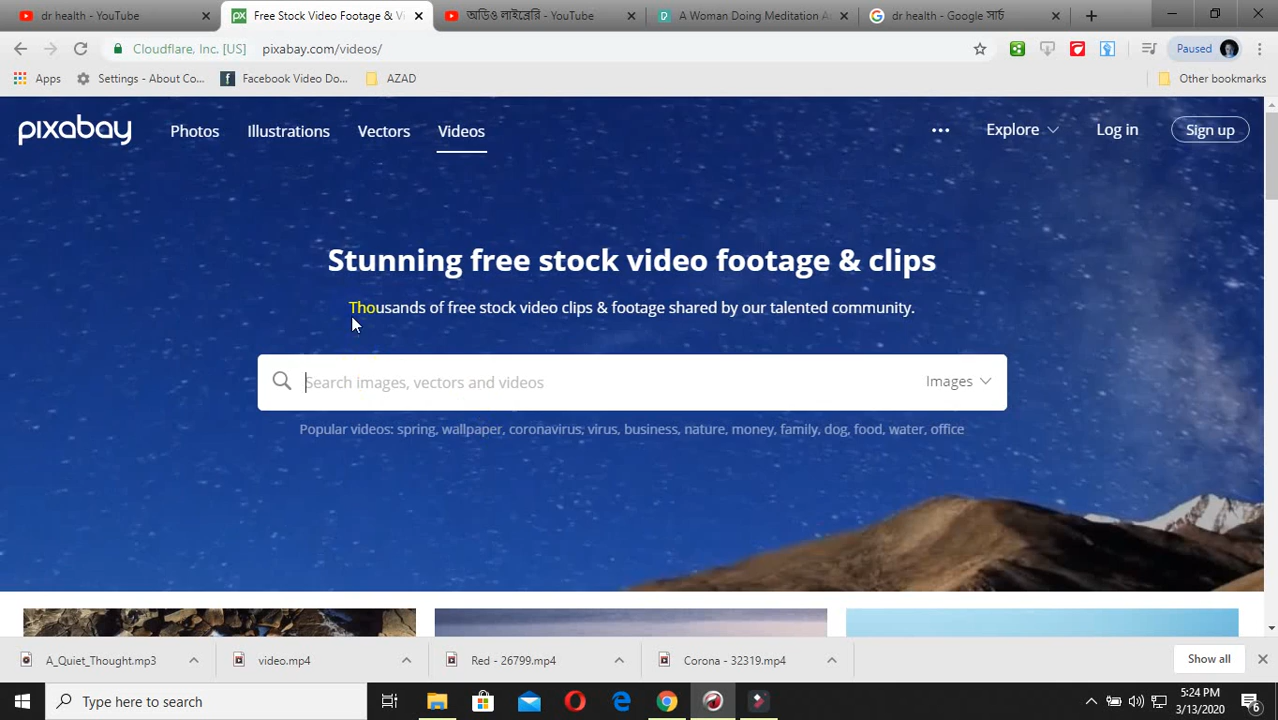 dr health - YouTube
Free Stock Video Footage & Vi
অডিও লাইব্রেরি - YouTube
A Woman Doing Meditation A
dr health - Google সার্চ
Cloudflare, Inc. [US] pixabay.com/videos/
Paused
Apps
Settings - About Co...
Facebook Video Do...
AZAD
Other bookmarks
pixabay
Photos
Illustrations
Vectors
Videos
Explore
Log in
Sign up
Stunning free stock video footage & clips
Thousands of free stock video clips & footage shared by our talented community.
Search images, vectors and videos
Images
Popular videos: spring, wallpaper, coronavirus, virus, business, nature, money, family, dog, food, water, office
A_Quiet_Thought.mp3
video.mp4
Red - 26799.mp4
Corona - 32319.mp4
Show all
Type here to search
5:24 PM
3/13/2020
6